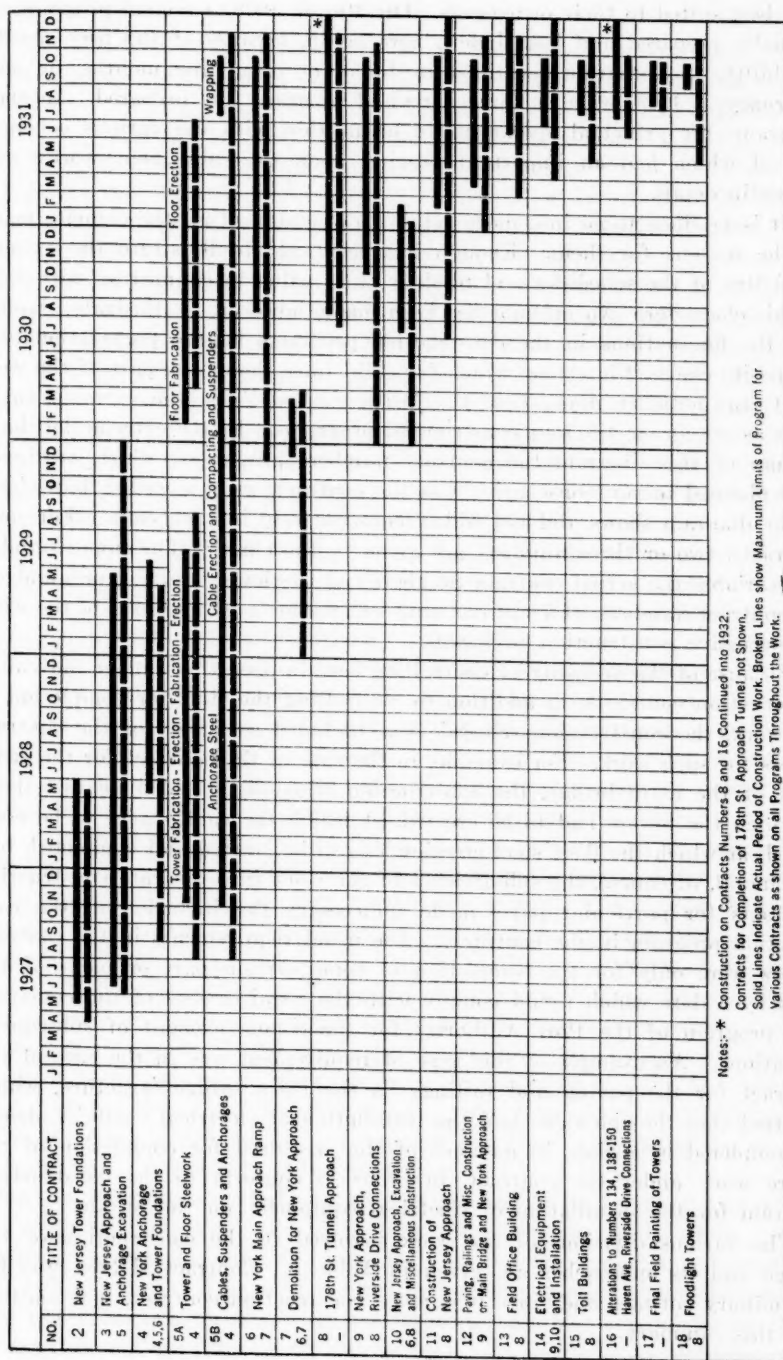 1927 1928 1929 1930 1931
NO. TITLE OF CONTRACT J F M A M J J A S O N D J F M A M J J A S O N D J F M A M J J A S O N D J F M A M J J A S O N D J F M A M J J A S O N D
2 New Jersey Tower Foundations
3 New Jersey Approach and
5 Anchorage Excavation
4 New York Anchorage
4,5,6 and Tower Foundations
5A Tower and Floor Steelwork Tower Fabrication - Erection - Fabrication - Erection Floor Fabrication Floor Erection
4
5B Cables, Suspenders and Anchorages Anchorage Steel Cable Erection and Compacting and Suspenders Wrapping
4
6 New York Main Approach Ramp
7
7 Demolition for New York Approach
6,7
8 178th St. Tunnel Approach *
–
9 New York Approach,
8 Riverside Drive Connections
10 New Jersey Approach, Excavation,
6,8 and Miscellaneous Construction
11 Construction of
8 New Jersey Approach
12 Paving, Railings and Misc. Construction
9 on Main Bridge and New York Approach
13 Field Office Building
8
14 Electrical Equipment
9,10 and Installation
15 Toll Buildings
8
16 Alterations to Numbers 134, 138-150 *
Haven Ave., Riverside Drive Connections
17 Final Field Painting of Towers
18 Floodlight Towers
Notes:- * Construction on Contracts Numbers 8 and 16 Continued into 1932.
Contracts for Completion of 178th St. Approach Tunnel not Shown.
Solid Lines Indicate Actual Period of Construction Work. Broken Lines show Maximum Limits of Program for
Various Contracts as shown on all Programs Throughout the Work.